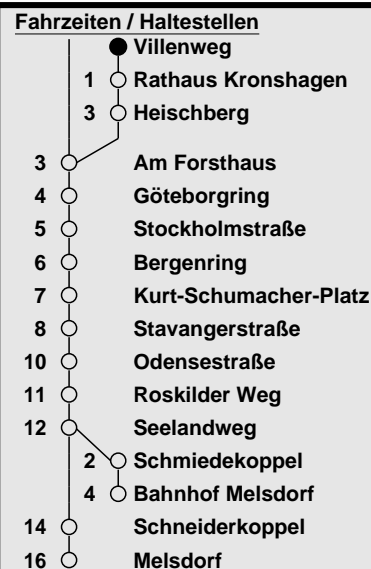 Fahrzeiten / Haltestellen
Villenweg
1 Rathaus Kronshagen
3 Heischberg
3 Am Forsthaus
4 Göteborgring
5 Stockholmstraße
6 Bergenring
7 Kurt-Schumacher-Platz
8 Stavangerstraße
10 Odensestraße
11 Roskilder Weg
12 Seelandweg
2 Schmiedekoppel
4 Bahnhof Melsdorf
14 Schneiderkoppel
16 Melsdorf